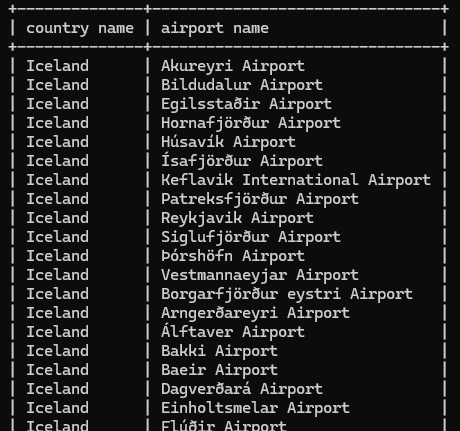 +--------------+--------------------------------+
| country name | airport name                   |
+--------------+--------------------------------+
| Iceland      | Akureyri Airport               |
| Iceland      | Bildudalur Airport             |
| Iceland      | Egilsstaðir Airport            |
| Iceland      | Hornafjörður Airport           |
| Iceland      | Húsavík Airport                |
| Iceland      | Ísafjörður Airport             |
| Iceland      | Keflavik International Airport |
| Iceland      | Patreksfjörður Airport         |
| Iceland      | Reykjavik Airport              |
| Iceland      | Siglufjörður Airport           |
| Iceland      | Þórshöfn Airport               |
| Iceland      | Vestmannaeyjar Airport         |
| Iceland      | Borgarfjörður eystri Airport   |
| Iceland      | Arngerðareyri Airport          |
| Iceland      | Álftaver Airport               |
| Iceland      | Bakki Airport                  |
| Iceland      | Baeir Airport                  |
| Iceland      | Dagverðará Airport             |
| Iceland      | Einholtsmelar Airport          |
| Iceland      | Flúðir Airport                 |